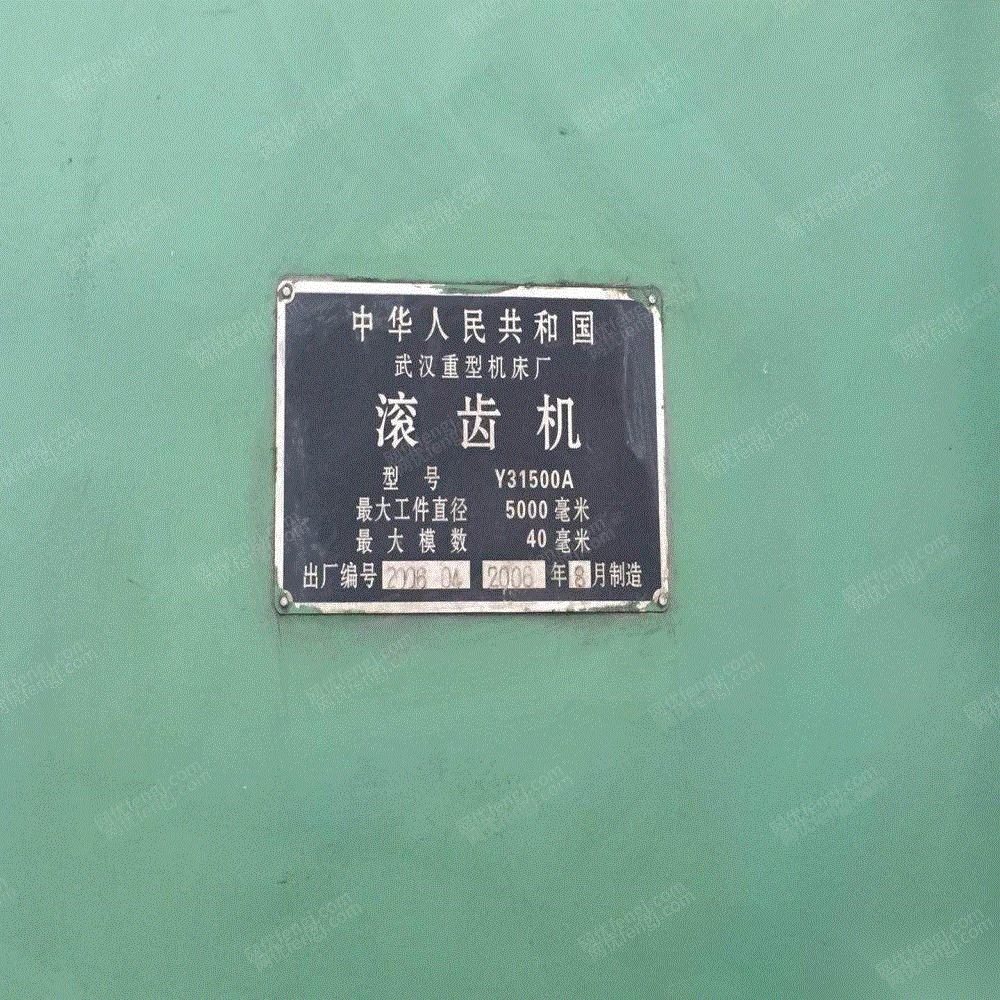 中华人民共和国
武汉重型机床厂
滚齿机
型号 Y31500A
最大工件直径 5000毫米
最大模数 40毫米
出厂编号 2006 04 2006 年 8 月制造